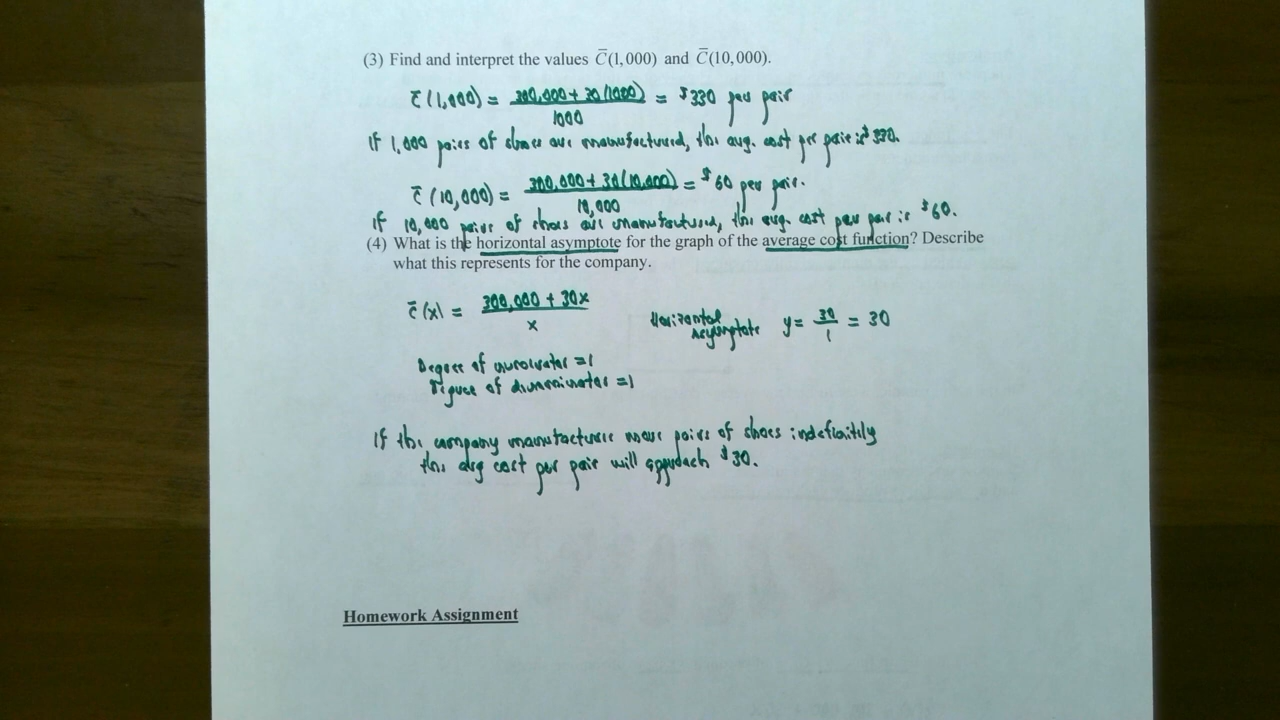 (3) Find and interpret the values C̄(1,000) and C̄(10,000).
C̄(1,000) = 300,000 + 30(1000) / 1000 = $330 per pair
If 1,000 pairs of shoes are manufactured, the avg. cost per pair is $330.
C̄(10,000) = 300,000 + 30(10,000) / 10,000 = $60 per pair.
If 10,000 pairs of shoes are manufactured, the avg. cost per pair is $60.
(4) What is the horizontal asymptote for the graph of the average cost function? Describe
what this represents for the company.
C̄(x) = 300,000 + 30x / x
Horizontal Asymptote y = 30/1 = 30
Degree of numerator = 1
Degree of denominator = 1
If the company manufactures more pairs of shoes indefinitely
the avg cost per pair will approach $30.
Homework Assignment